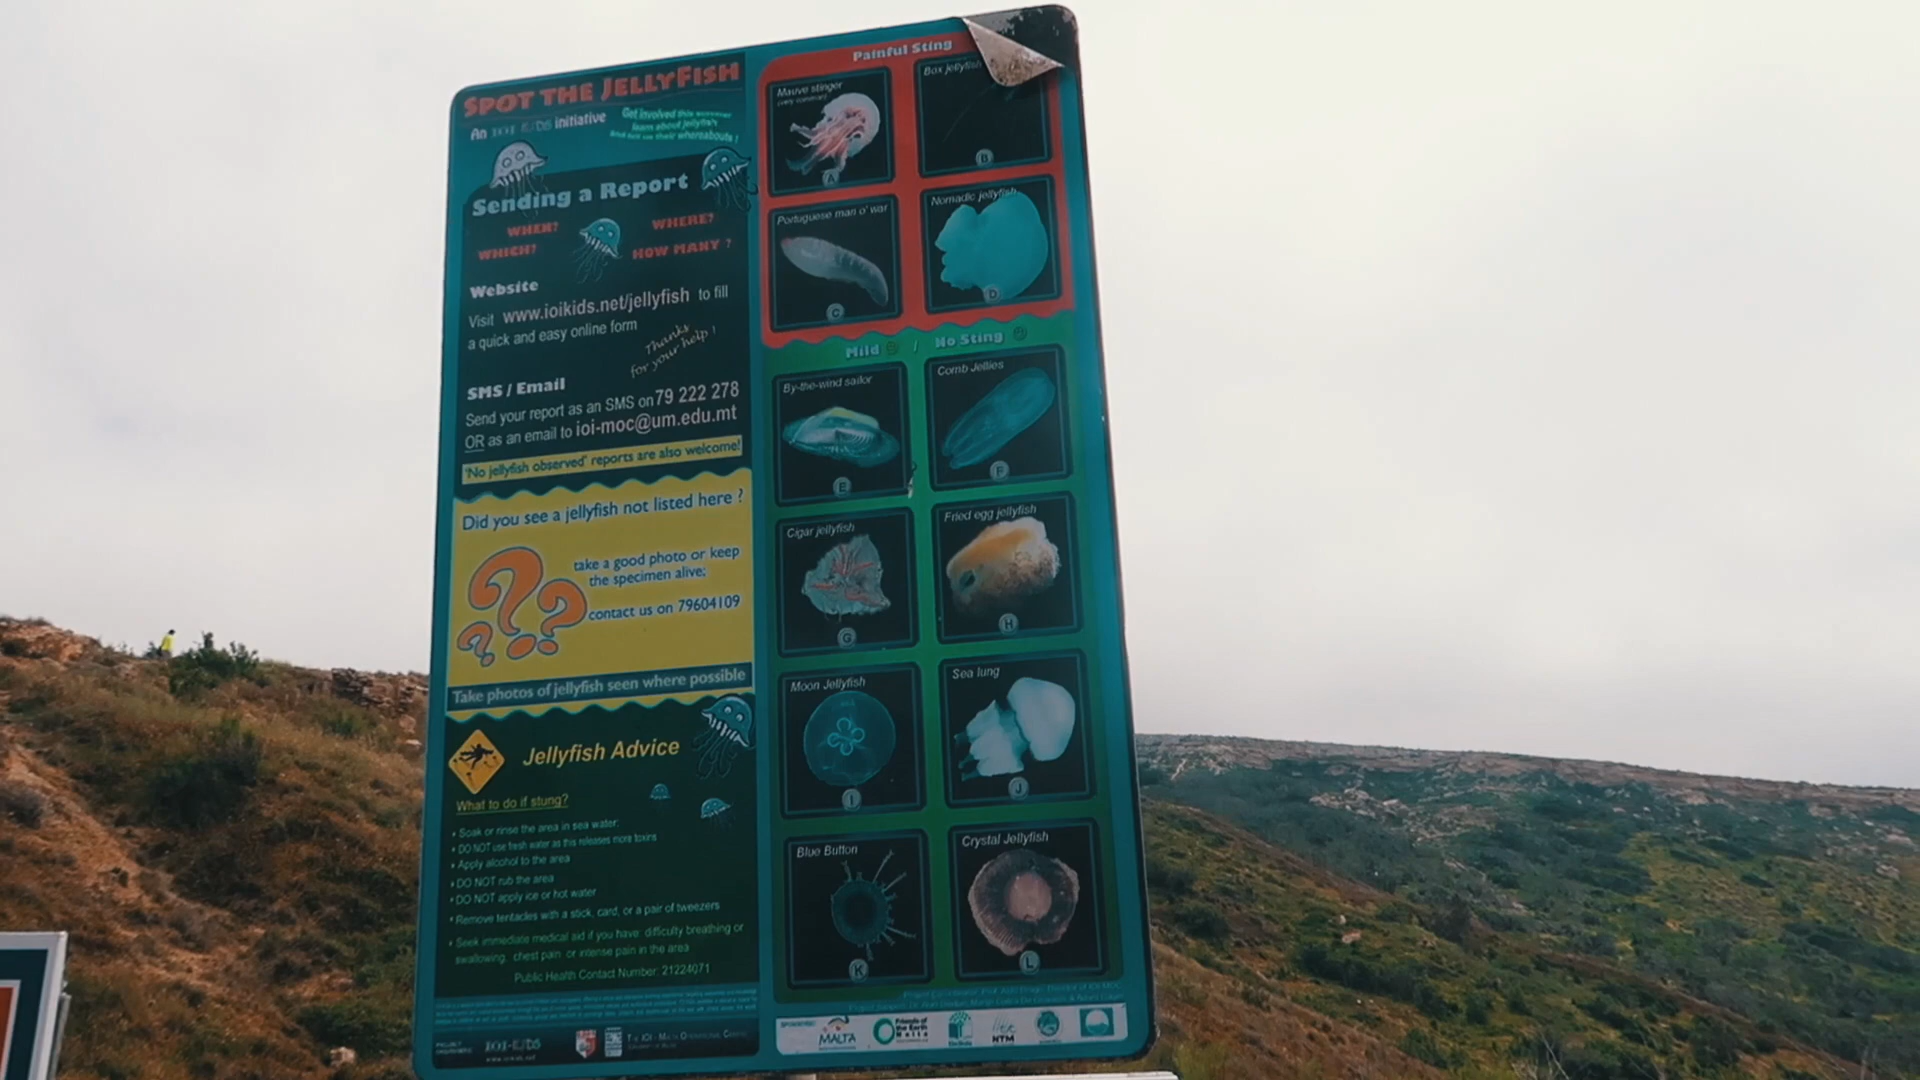 SPOT THE JELLYFISH
An IOI KIDS initiative
Get involved this summer
learn about jellyfish
and tell us their whereabouts !
Sending a Report
WHEN?
WHERE?
WHICH?
HOW MANY ?
Website
Visit www.ioikids.net/jellyfish to fill
a quick and easy online form
Thanks
for your help !
SMS / Email
Send your report as an SMS on 79 222 278
OR as an email to ioi-moc@um.edu.mt
'No jellyfish observed' reports are also welcome!
Did you see a jellyfish not listed here ?
take a good photo or keep
the specimen alive;
contact us on 79604109
Take photos of jellyfish seen where possible
Jellyfish Advice
What to do if stung?
• Soak or rinse the area in sea water;
• DO NOT use fresh water as this releases more toxins
• Apply alcohol to the area
• DO NOT rub the area
• DO NOT apply ice or hot water
• Remove tentacles with a stick, card, or a pair of tweezers
• Seek immediate medical aid if you have: difficulty breathing or
swallowing, chest pain or intense pain in the area
Public Health Contact Number: 21224071
IOI-KIDS
www.ioikids.net
Painful Sting
Mauve stinger
(very common)
A
Box jellyfish
B
Portuguese man o' war
C
Nomadic jellyfish
D
Mild / No Sting
By-the-wind sailor
E
Comb Jellies
F
Cigar jellyfish
G
Fried egg jellyfish
H
Moon Jellyfish
I
Sea lung
J
Blue Button
K
Crystal Jellyfish
L
MALTA
Friends of
the Earth
Malta
NTM